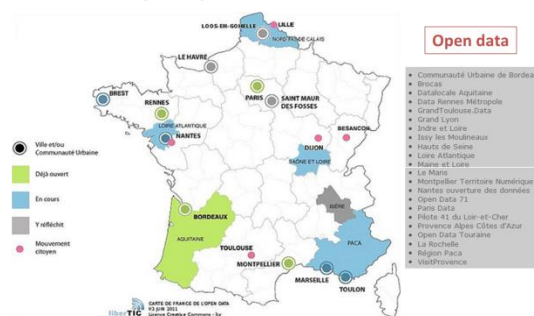 LOOS-EN-GOHELLE
LILLE
NORD PAS DE CALAIS
LE HAVRE
BREST
RENNES
PARIS
SAINT MAUR
DES FOSSES
LOIRE ATLANTIQUE
NANTES
DIJON
BESANCON
SAONE ET LOIRE
Ville et/ou
Communauté Urbaine
Déjà ouvert
En cours
Y réfléchit
Mouvement
citoyen
BORDEAUX
AQUITAINE
TOULOUSE
MONTPELLIER
ISÈRE
PACA
MARSEILLE
TOULON
liberTIC
CARTE DE FRANCE DE L'OPEN DATA
V3 JUIN 2011
Licence Creative Commons - by
Open data
• Communauté Urbaine de Bordea
• Brocas
• Datalocale Aquitaine
• Data Rennes Métropole
• GrandToulouse.Data
• Grand Lyon
• Indre et Loire
• Issy les Moulineaux
• Hauts de Seine
• Loire Atlantique
• Maine et Loire
• Le Mans
• Montpellier Territoire Numérique
• Nantes ouverture des données
• Open Data 71
• Paris Data
• Pilote 41 du Loir-et-Cher
• Provence Alpes Côtes d'Azur
• Open Data Touraine
• La Rochelle
• Région Paca
• VisitProvence